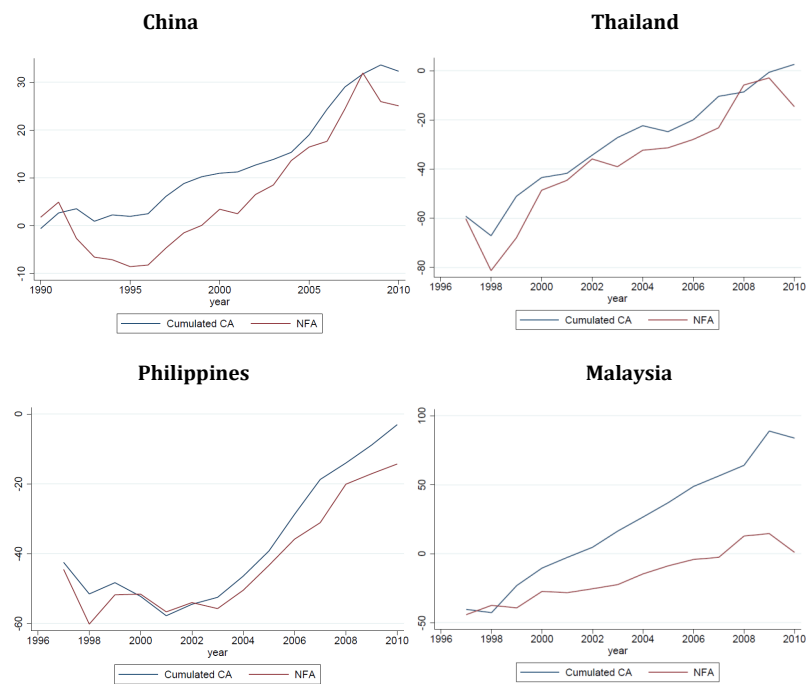 China
Thailand
30
20
10
0
-10
1990
1995
2000
2005
2010
year
Cumulated CA
NFA
0
-20
-40
-60
-80
1996
1998
2000
2002
2004
2006
2008
2010
year
Cumulated CA
NFA
Philippines
Malaysia
0
-20
-40
-60
1996
1998
2000
2002
2004
2006
2008
2010
year
Cumulated CA
NFA
100
50
0
-50
1996
1998
2000
2002
2004
2006
2008
2010
year
Cumulated CA
NFA